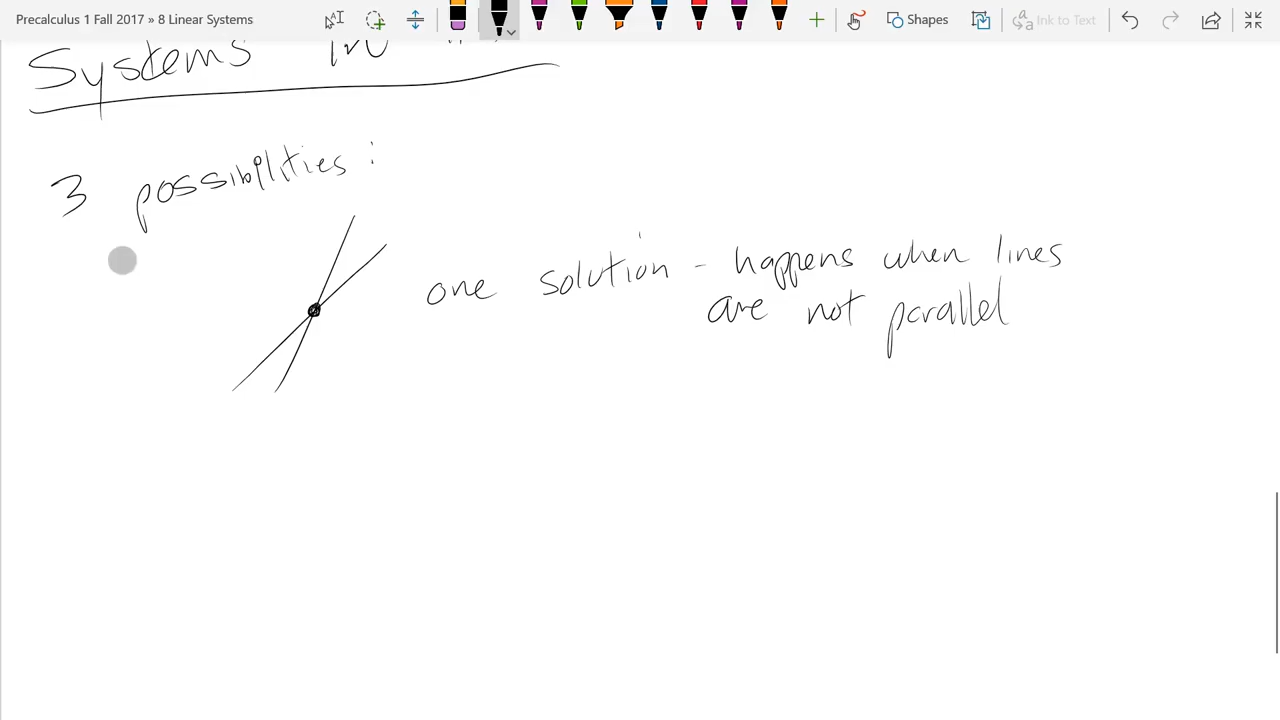 Precalculus 1 Fall 2017 » 8 Linear Systems
Shapes
Ink to Text
Systems in
3 possibilities:
one solution - happens when lines
are not parallel